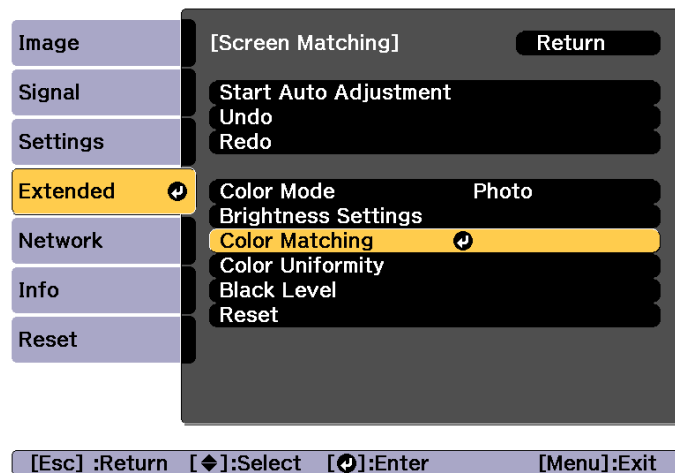 Image
Signal
Settings
Extended
Network
Info
Reset
[Screen Matching] Return
Start Auto Adjustment
Undo
Redo
Color Mode Photo
Brightness Settings
Color Matching
Color Uniformity
Black Level
Reset
[Esc] :Return [◆]:Select [↵]:Enter [Menu]:Exit